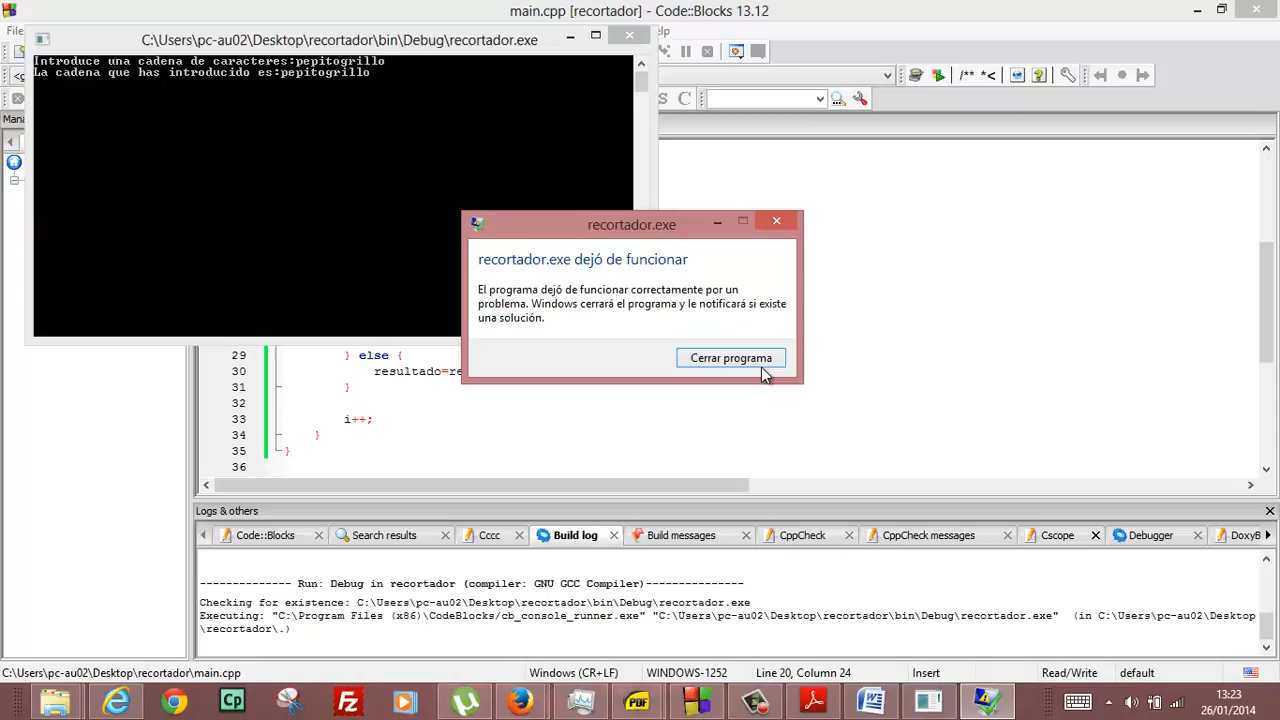 main.cpp [recortador] - Code::Blocks 13.12
File
elp
C:\Users\pc-au02\Desktop\recortador\bin\Debug\recortador.exe
Introduce una cadena de caracteres:pepitogrillo
La cadena que has introducido es:pepitogrillo
<g
/** *<
S C
Mana
recortador.exe
recortador.exe dejó de funcionar
El programa dejó de funcionar correctamente por un
problema. Windows cerrará el programa y le notificará si existe
una solución.
Cerrar programa
29 } else {
30 resultado=re
31 }
32
33 i++;
34 }
35 }
36
Logs & others
Code::Blocks Search results Cccc Build log Build messages CppCheck CppCheck messages Cscope Debugger DoxyB
-------------- Run: Debug in recortador (compiler: GNU GCC Compiler)---------------
Checking for existence: C:\Users\pc-au02\Desktop\recortador\bin\Debug\recortador.exe
Executing: "C:\Program Files (x86)\CodeBlocks/cb_console_runner.exe" "C:\Users\pc-au02\Desktop\recortador\bin\Debug\recortador.exe" (in C:\Users\pc-au02\Desktop
\recortador\.)
C:\Users\pc-au02\Desktop\recortador\main.cpp Windows (CR+LF) WINDOWS-1252 Line 20, Column 24 Insert Read/Write default
Cp
FZ
PDF
W
13:23
26/01/2014